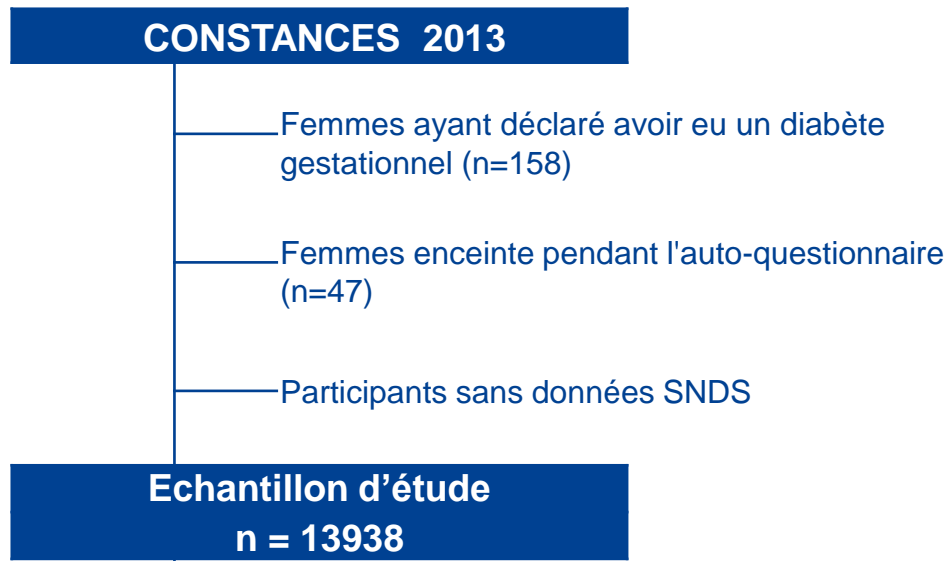 CONSTANCES 2013
Femmes ayant déclaré avoir eu un diabète
gestationnel (n=158)
Femmes enceinte pendant l'auto-questionnaire
(n=47)
Participants sans données SNDS
Echantillon d’étude
n = 13938